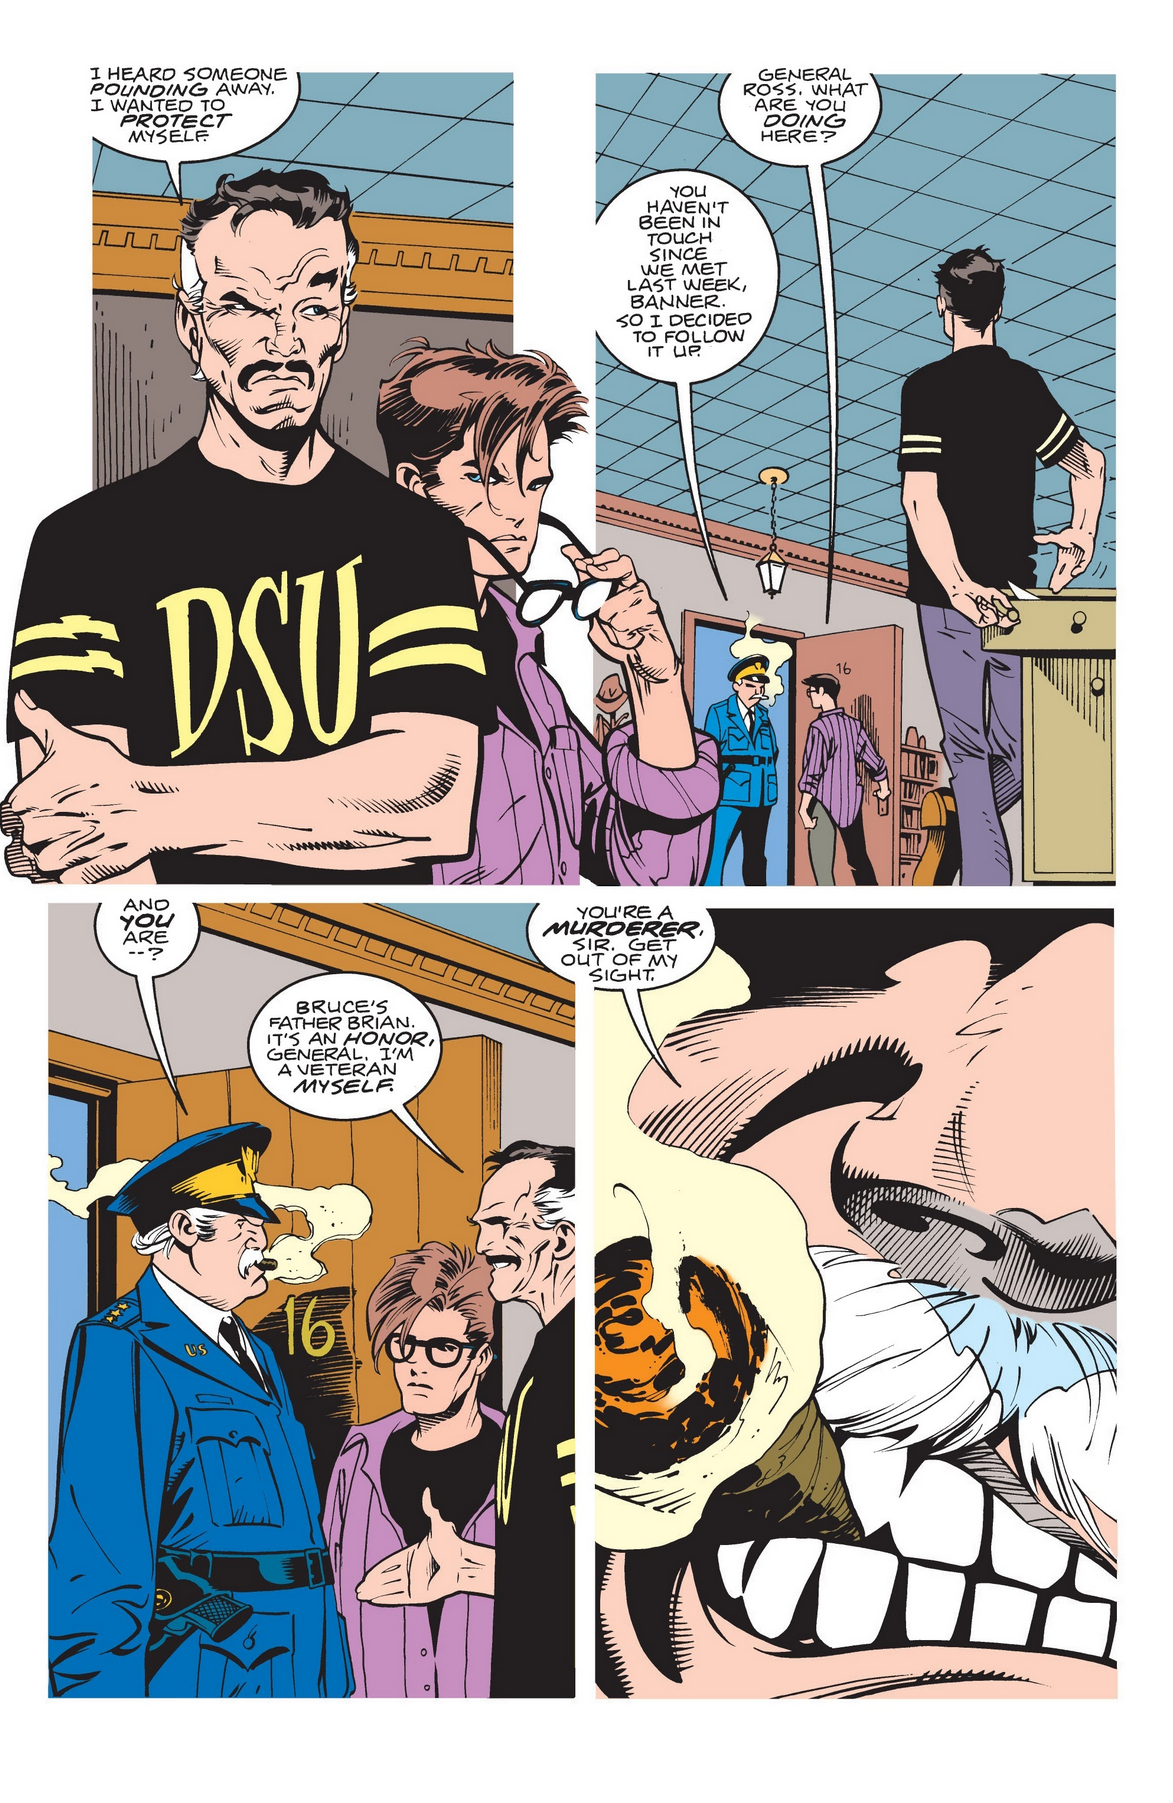 I HEARD SOMEONE
POUNDING AWAY.
I WANTED TO
PROTECT
MYSELF.
DSU
GENERAL
ROSS. WHAT
ARE YOU
DOING
HERE?
YOU
HAVEN'T
BEEN IN
TOUCH
SINCE
WE MET
LAST WEEK,
BANNER.
SO I DECIDED
TO FOLLOW
IT UP.
16
AND
YOU
ARE
--?
BRUCE'S
FATHER BRIAN.
IT'S AN HONOR,
GENERAL. I'M
A VETERAN
MYSELF.
16
US
YOU'RE A
MURDERER,
SIR. GET
OUT OF MY
SIGHT.